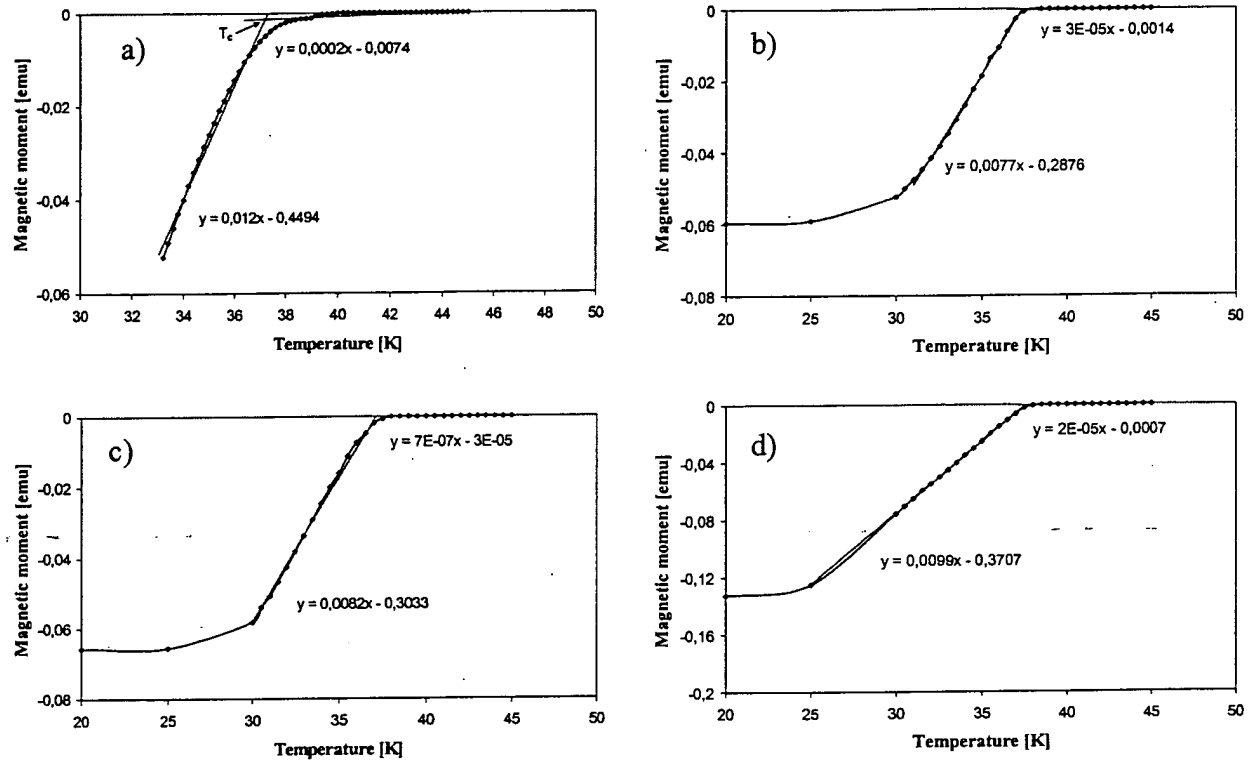 a)
0
-0,02
-0,04
-0,06
Magnetic moment [emu]
Tc
y = 0,0002x - 0,0074
y = 0,012x - 0,4494
30 32 34 36 38 40 42 44 46 48 50
Temperature [K]
b)
0
-0,02
-0,04
-0,06
-0,08
Magnetic moment [emu]
y = 3E-05x - 0,0014
y = 0,0077x - 0,2876
20 25 30 35 40 45 50
Temperature [K]
c)
0
-0,02
-0,04
-0,06
-0,08
Magnetic moment [emu]
y = 7E-07x - 3E-05
y = 0,0082x - 0,3033
20 25 30 35 40 45 50
Temperature [K]
d)
0
-0,04
-0,08
-0,12
-0,16
-0,2
Magnetic moment [emu]
y = 2E-05x - 0,0007
y = 0,0099x - 0,3707
20 25 30 35 40 45 50
Temperature [K]